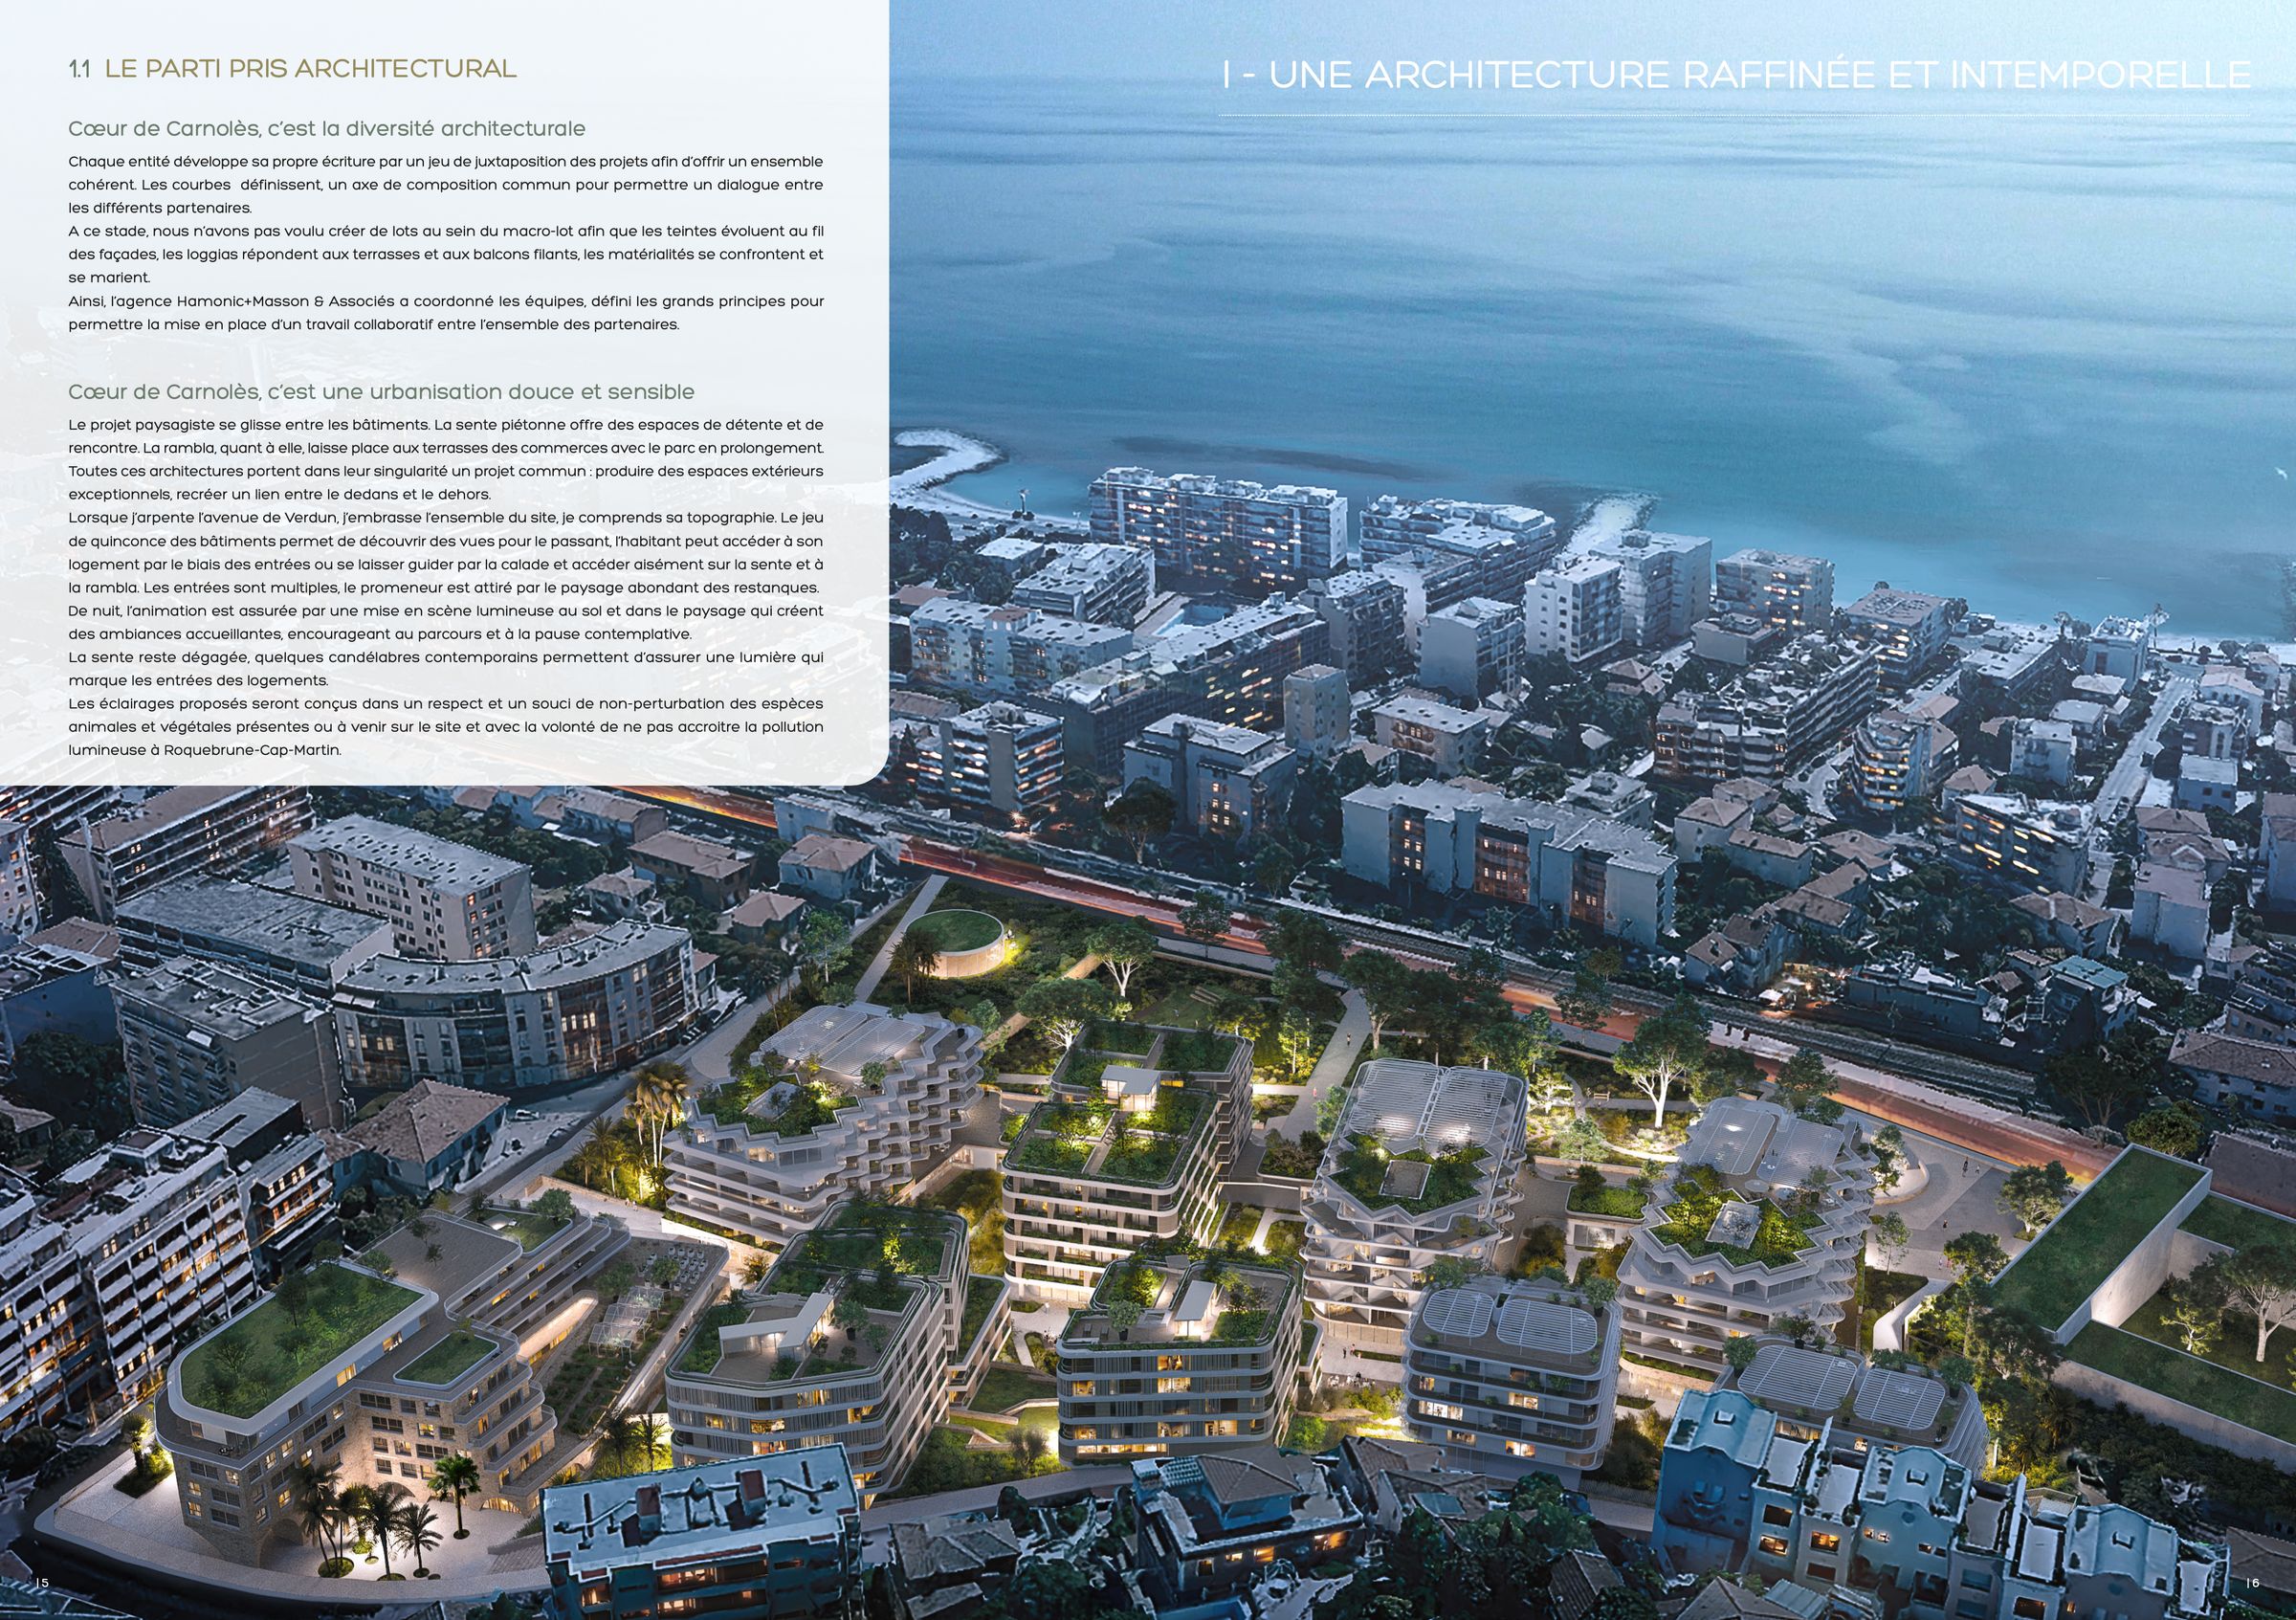 1.1 LE PARTI PRIS ARCHITECTURAL
Cœur de Carnolès, c'est la diversité architecturale
Chaque entité développe sa propre écriture par un jeu de juxtaposition des projets afin d'offrir un ensemble
cohérent. Les courbes définissent, un axe de composition commun pour permettre un dialogue entre
les différents partenaires.
A ce stade, nous n'avons pas voulu créer de lots au sein du macro-lot afin que les teintes évoluent au fil
des façades, les loggias répondent aux terrasses et aux balcons filants, les matérialités se confrontent et
se marient.
Ainsi, l'agence Hamonic+Masson & Associés a coordonné les équipes, défini les grands principes pour
permettre la mise en place d'un travail collaboratif entre l'ensemble des partenaires.
Cœur de Carnolès, c'est une urbanisation douce et sensible
Le projet paysagiste se glisse entre les bâtiments. La sente piétonne offre des espaces de détente et de
rencontre. La rambla, quant à elle, laisse place aux terrasses des commerces avec le parc en prolongement.
Toutes ces architectures portent dans leur singularité un projet commun : produire des espaces extérieurs
exceptionnels, recréer un lien entre le dedans et le dehors.
Lorsque j'arpente l'avenue de Verdun, j'embrasse l'ensemble du site, je comprends sa topographie. Le jeu
de quinconce des bâtiments permet de découvrir des vues pour le passant, l'habitant peut accéder à son
logement par le biais des entrées ou se laisser guider par la calade et accéder aisément sur la sente et à
la rambla. Les entrées sont multiples, le promeneur est attiré par le paysage abondant des restanques.
De nuit, l'animation est assurée par une mise en scène lumineuse au sol et dans le paysage qui créent
des ambiances accueillantes, encourageant au parcours et à la pause contemplative.
La sente reste dégagée, quelques candélabres contemporains permettent d'assurer une lumière qui
marque les entrées des logements.
Les éclairages proposés seront conçus dans un respect et un souci de non-perturbation des espèces
animales et végétales présentes ou à venir sur le site et avec la volonté de ne pas accroitre la pollution
lumineuse à Roquebrune-Cap-Martin.
I - UNE ARCHITECTURE RAFFINÉE ET INTEMPORELLE
| 5
| 6